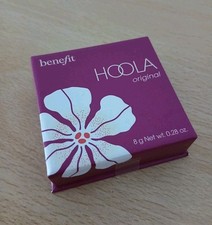 benefit
HOOLA
original
8 g Net wt. 0.28 oz.